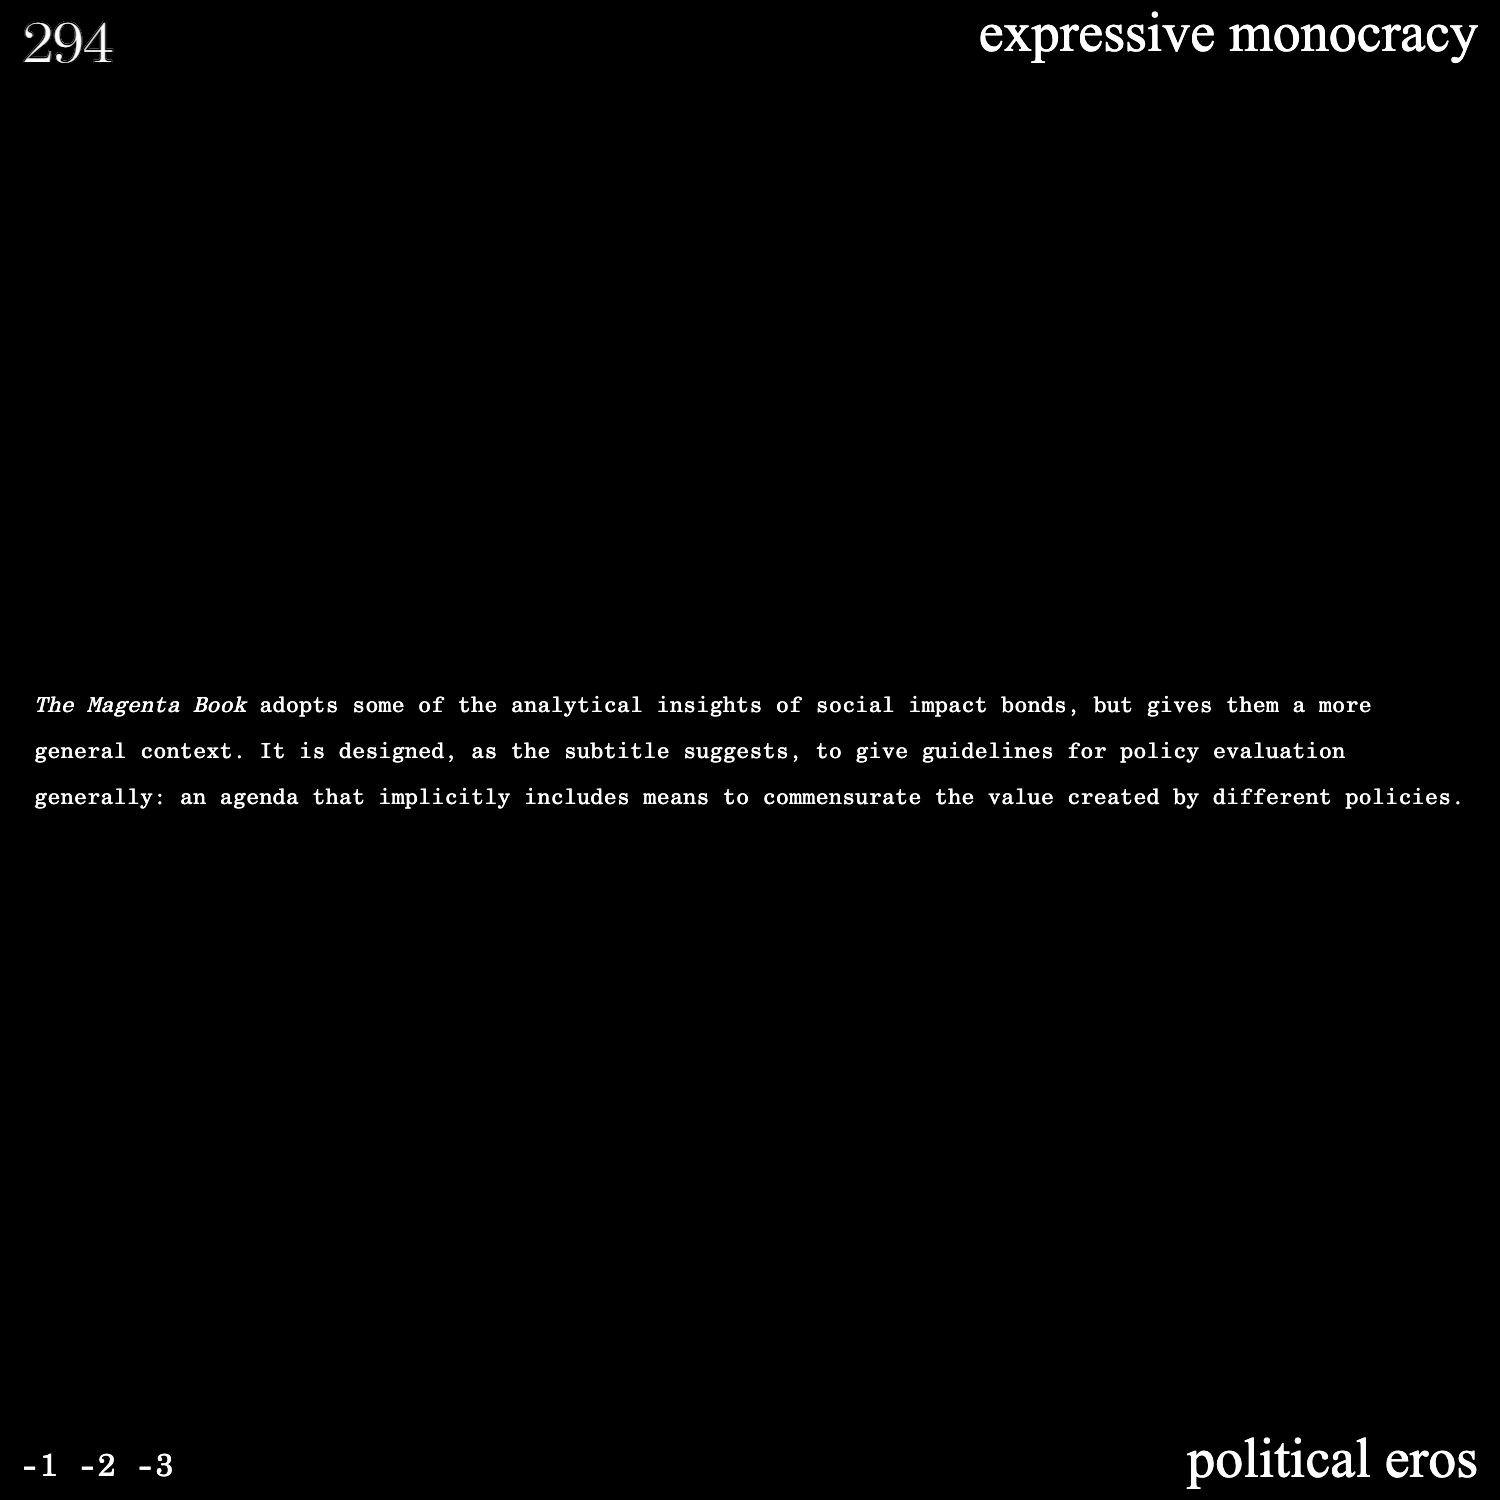 294
expressive monocracy
The Magenta Book adopts some of the analytical insights of social impact bonds, but gives them a more
general context. It is designed, as the subtitle suggests, to give guidelines for policy evaluation
generally: an agenda that implicitly includes means to commensurate the value created by different policies.
-1 -2 -3
political eros